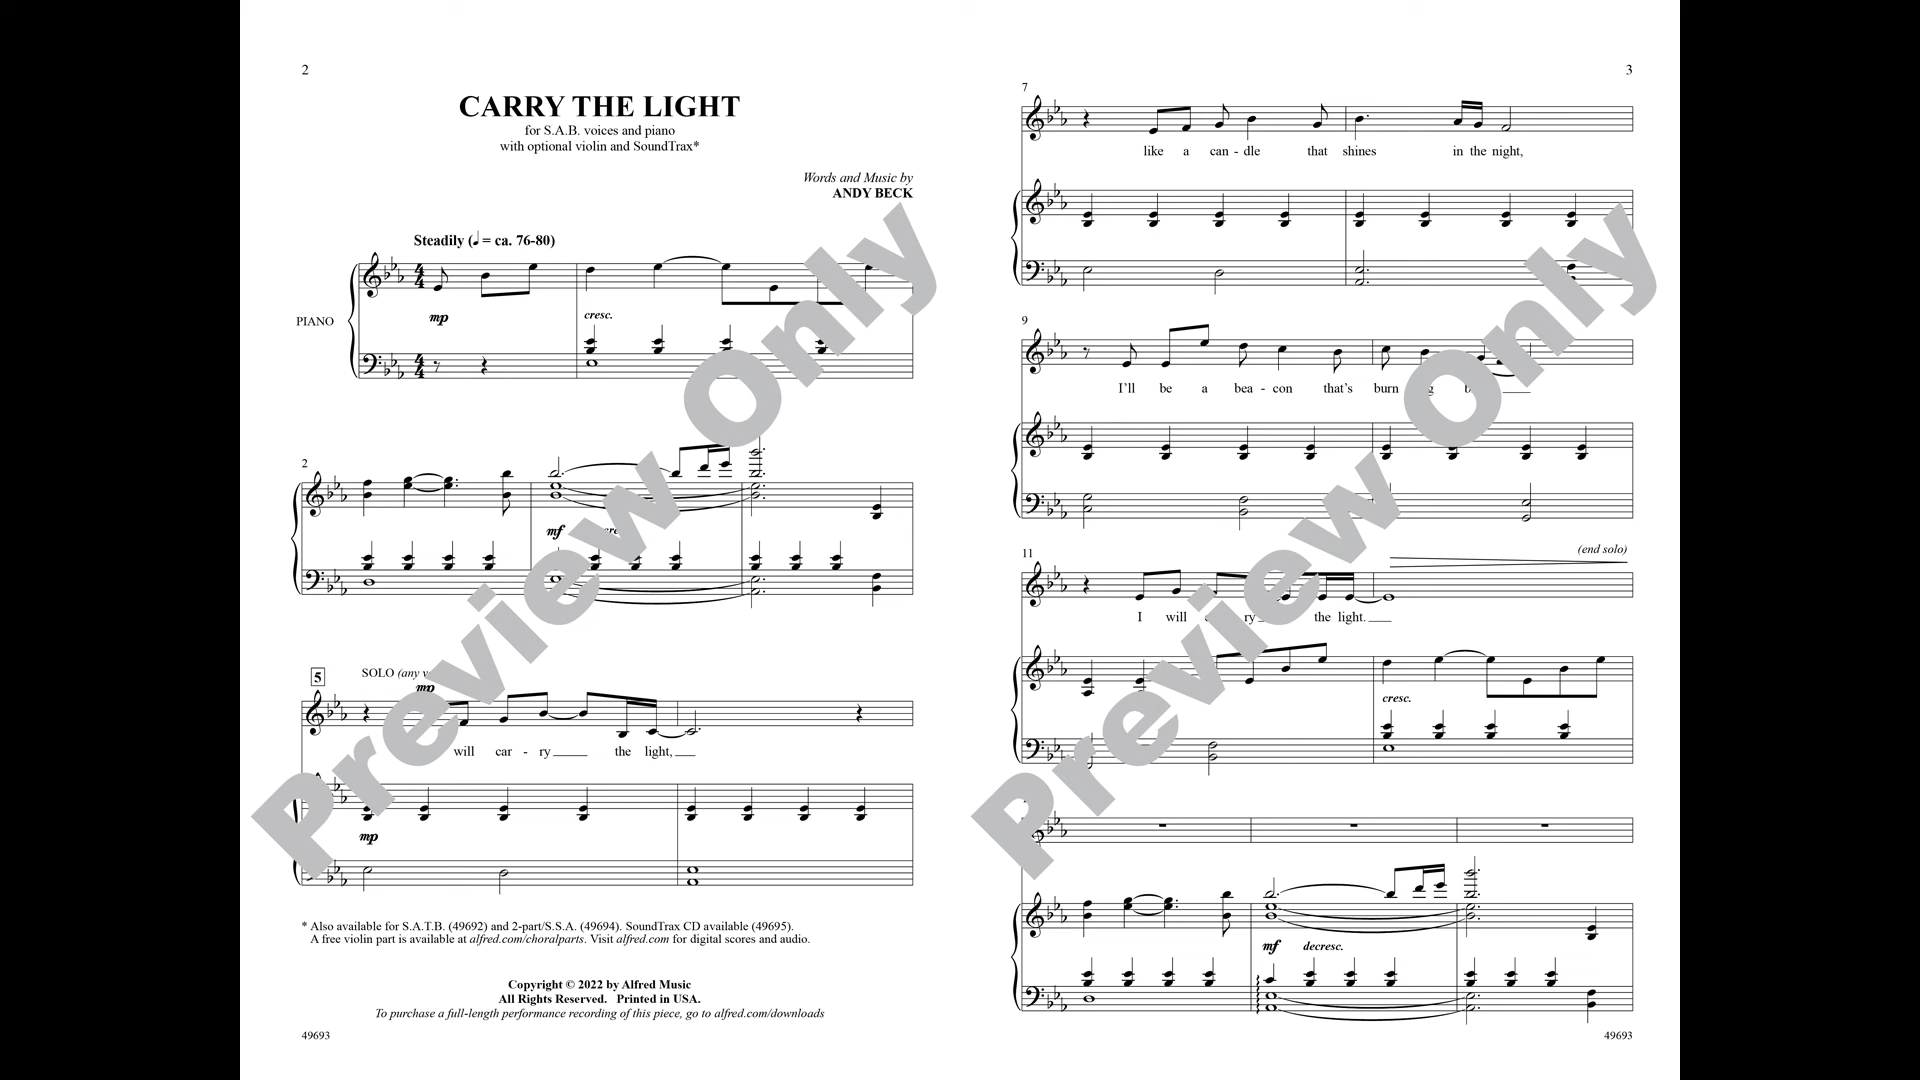 2
CARRY THE LIGHT
for S.A.B. voices and piano
with optional violin and SoundTrax*
Words and Music by
ANDY BECK
Steadily (♩ = ca. 76-80)
mp
cresc.
PIANO
2
mf
5
SOLO (any
mp
will car - ry the light,
mp
* Also available for S.A.T.B. (49692) and 2-part/S.S.A. (49694). SoundTrax CD available (49695).
A free violin part is available at alfred.com/choralparts. Visit alfred.com for digital scores and audio.
Copyright © 2022 by Alfred Music
All Rights Reserved. Printed in USA.
To purchase a full-length performance recording of this piece, go to alfred.com/downloads
49693
Preview Only
3
7
like a can - dle that shines in the night,
9
I'll be a bea - con that's burn
11
(end solo)
I will ry the light.
cresc.
mf decresc.
49693
Preview Only